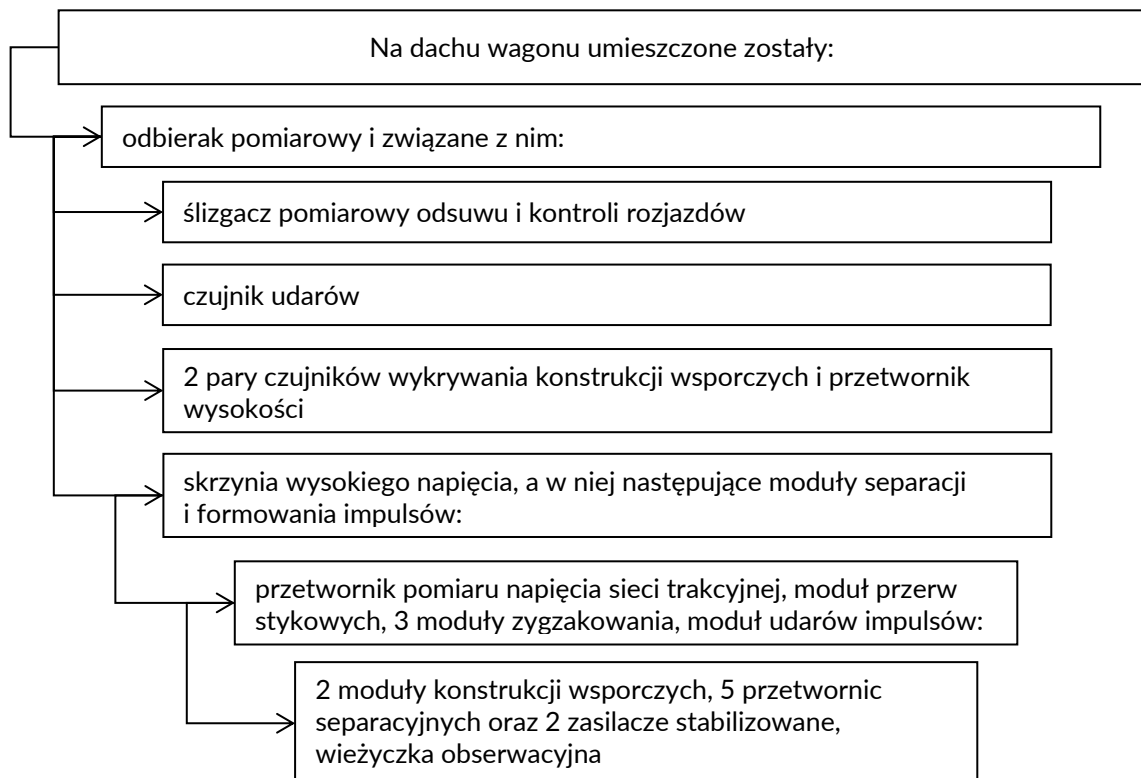 Na dachu wagonu umieszczone zostały:
odbierak pomiarowy i związane z nim:
ślizgacz pomiarowy odsuwu i kontroli rozjazdów
czujnik udarów
2 pary czujników wykrywania konstrukcji wsporczych i przetwornik
wysokości
skrzynia wysokiego napięcia, a w niej następujące moduły separacji
i formowania impulsów:
przetwornik pomiaru napięcia sieci trakcyjnej, moduł przerw
stykowych, 3 moduły zygzakowania, moduł udarów impulsów:
2 moduły konstrukcji wsporczych, 5 przetwornic
separacyjnych oraz 2 zasilacze stabilizowane,
wieżyczka obserwacyjna